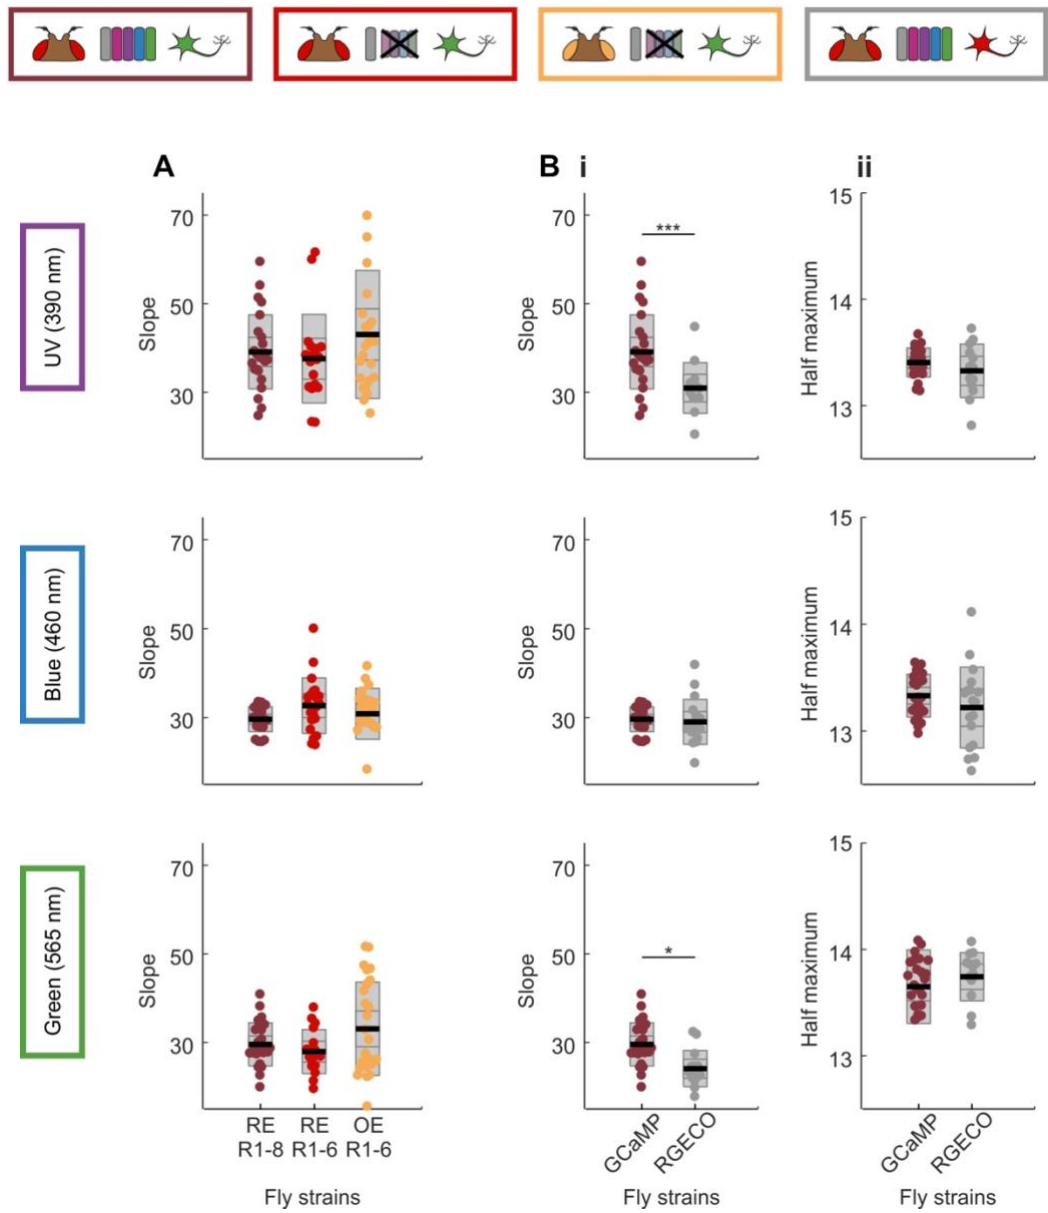 A
B i
ii
UV (390 nm)
Slope
70
50
30
Slope
70
50
30
***
Half maximum
15
14
13
Blue (460 nm)
Slope
70
50
30
Slope
70
50
30
Half maximum
15
14
13
Green (565 nm)
Slope
70
50
30
Slope
70
50
30
*
Half maximum
15
14
13
RE RE OE
R1-8 R1-6 R1-6
Fly strains
GCaMP RGECO
Fly strains
GCaMP RGECO
Fly strains